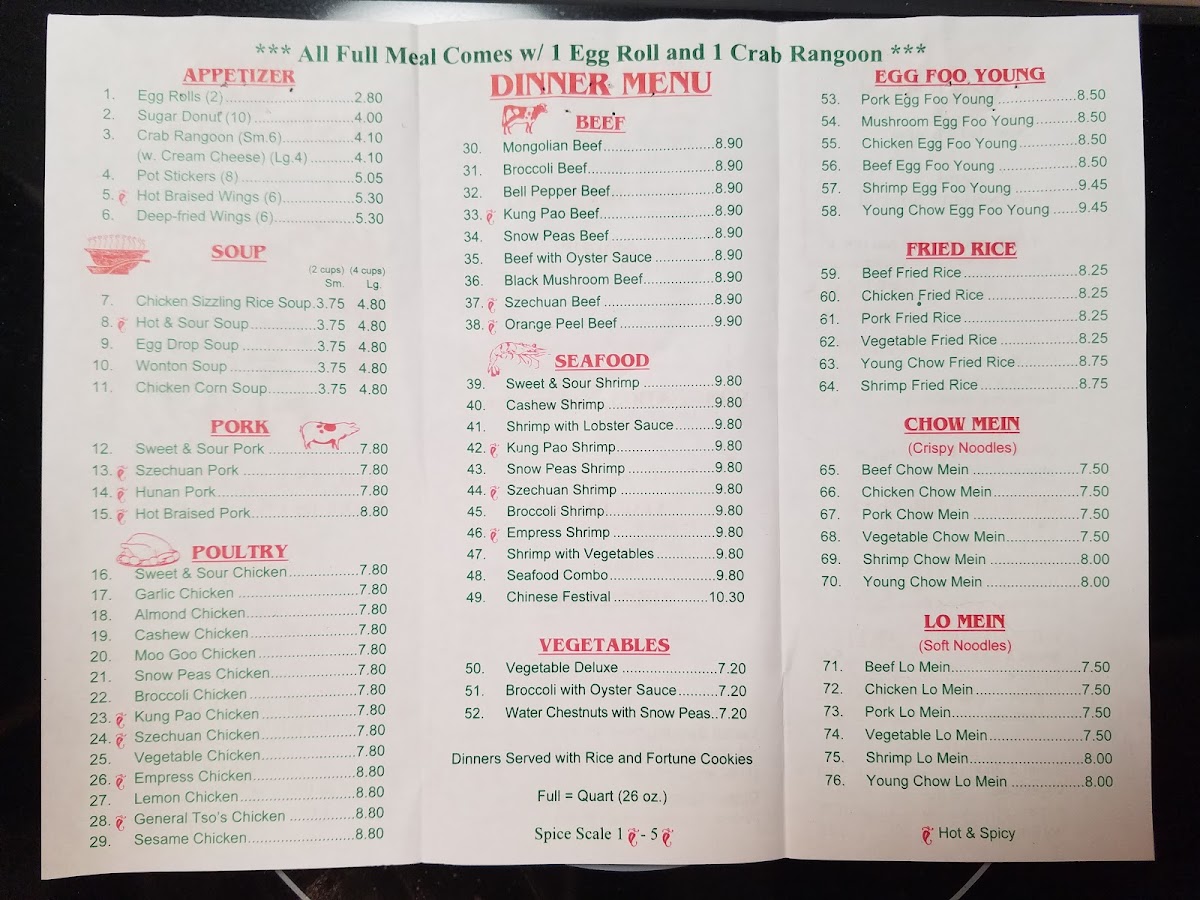 *** All Full Meal Comes w/ 1 Egg Roll and 1 Crab Rangoon ***
APPETIZER
1. Egg Rolls (2)..........2.80
2. Sugar Donut (10)..........4.00
3. Crab Rangoon (Sm.6)..........4.10
(w. Cream Cheese) (Lg.4)..........4.10
4. Pot Stickers (8)..........5.05
5. Hot Braised Wings (6)..........5.30
6. Deep-fried Wings (6)..........5.30
SOUP
(2 cups) (4 cups)
Sm. Lg.
7. Chicken Sizzling Rice Soup.3.75 4.80
8. Hot & Sour Soup..........3.75 4.80
9. Egg Drop Soup ..........3.75 4.80
10. Wonton Soup ..........3.75 4.80
11. Chicken Corn Soup..........3.75 4.80
PORK
12. Sweet & Sour Pork ..........7.80
13. Szechuan Pork ..........7.80
14. Hunan Pork..........7.80
15. Hot Braised Pork..........8.80
POULTRY
16. Sweet & Sour Chicken..........7.80
17. Garlic Chicken ..........7.80
18. Almond Chicken..........7.80
19. Cashew Chicken..........7.80
20. Moo Goo Chicken..........7.80
21. Snow Peas Chicken..........7.80
22. Broccoli Chicken ..........7.80
23. Kung Pao Chicken ..........7.80
24. Szechuan Chicken..........7.80
25. Vegetable Chicken..........7.80
26. Empress Chicken..........8.80
27. Lemon Chicken..........8.80
28. General Tso's Chicken ..........8.80
29. Sesame Chicken..........8.80
DINNER MENU
BEEF
30. Mongolian Beef..........8.90
31. Broccoli Beef..........8.90
32. Bell Pepper Beef..........8.90
33. Kung Pao Beef..........8.90
34. Snow Peas Beef ..........8.90
35. Beef with Oyster Sauce ..........8.90
36. Black Mushroom Beef..........8.90
37. Szechuan Beef ..........8.90
38. Orange Peel Beef ..........9.90
SEAFOOD
39. Sweet & Sour Shrimp ..........9.80
40. Cashew Shrimp ..........9.80
41. Shrimp with Lobster Sauce..........9.80
42. Kung Pao Shrimp..........9.80
43. Snow Peas Shrimp ..........9.80
44. Szechuan Shrimp ..........9.80
45. Broccoli Shrimp..........9.80
46. Empress Shrimp ..........9.80
47. Shrimp with Vegetables ..........9.80
48. Seafood Combo..........9.80
49. Chinese Festival ..........10.30
VEGETABLES
50. Vegetable Deluxe ..........7.20
51. Broccoli with Oyster Sauce..........7.20
52. Water Chestnuts with Snow Peas..7.20
Dinners Served with Rice and Fortune Cookies
Full = Quart (26 oz.)
Spice Scale 1 - 5
EGG FOO YOUNG
53. Pork Egg Foo Young ..........8.50
54. Mushroom Egg Foo Young..........8.50
55. Chicken Egg Foo Young..........8.50
56. Beef Egg Foo Young ..........8.50
57. Shrimp Egg Foo Young ..........9.45
58. Young Chow Egg Foo Young ......9.45
FRIED RICE
59. Beef Fried Rice..........8.25
60. Chicken Fried Rice ..........8.25
61. Pork Fried Rice..........8.25
62. Vegetable Fried Rice ..........8.25
63. Young Chow Fried Rice..........8.75
64. Shrimp Fried Rice ..........8.75
CHOW MEIN
(Crispy Noodles)
65. Beef Chow Mein ..........7.50
66. Chicken Chow Mein..........7.50
67. Pork Chow Mein ..........7.50
68. Vegetable Chow Mein..........7.50
69. Shrimp Chow Mein ..........8.00
70. Young Chow Mein ..........8.00
LO MEIN
(Soft Noodles)
71. Beef Lo Mein..........7.50
72. Chicken Lo Mein ..........7.50
73. Pork Lo Mein..........7.50
74. Vegetable Lo Mein..........7.50
75. Shrimp Lo Mein..........8.00
76. Young Chow Lo Mein ..........8.00
Hot & Spicy